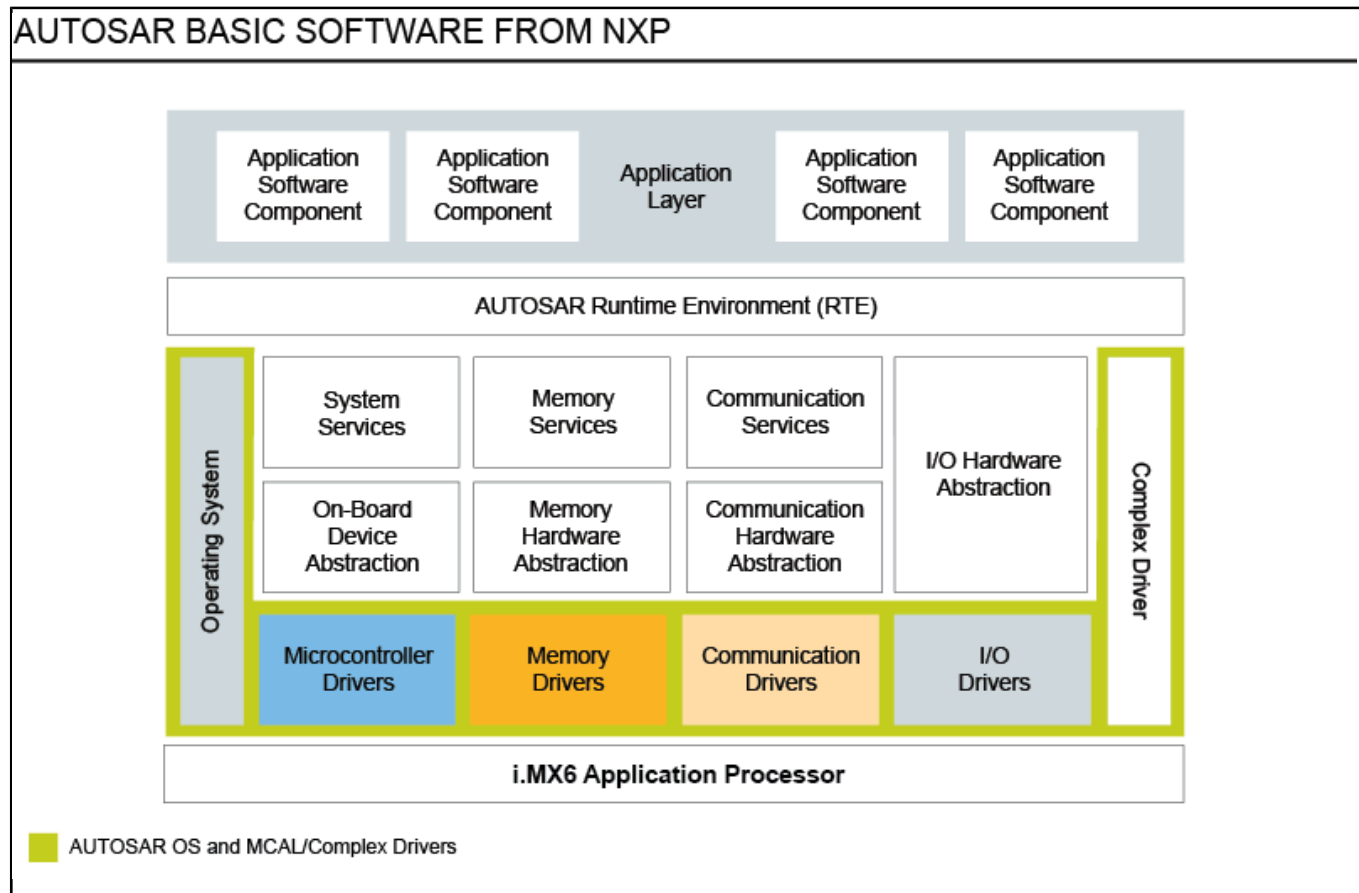 AUTOSAR BASIC SOFTWARE FROM NXP
Application
Software
Component
Application
Software
Component
Application
Layer
Application
Software
Component
Application
Software
Component
AUTOSAR Runtime Environment (RTE)
Operating System
System
Services
Memory
Services
Communication
Services
I/O Hardware
Abstraction
Complex Driver
On-Board
Device
Abstraction
Memory
Hardware
Abstraction
Communication
Hardware
Abstraction
Microcontroller
Drivers
Memory
Drivers
Communication
Drivers
I/O
Drivers
i.MX6 Application Processor
AUTOSAR OS and MCAL/Complex Drivers